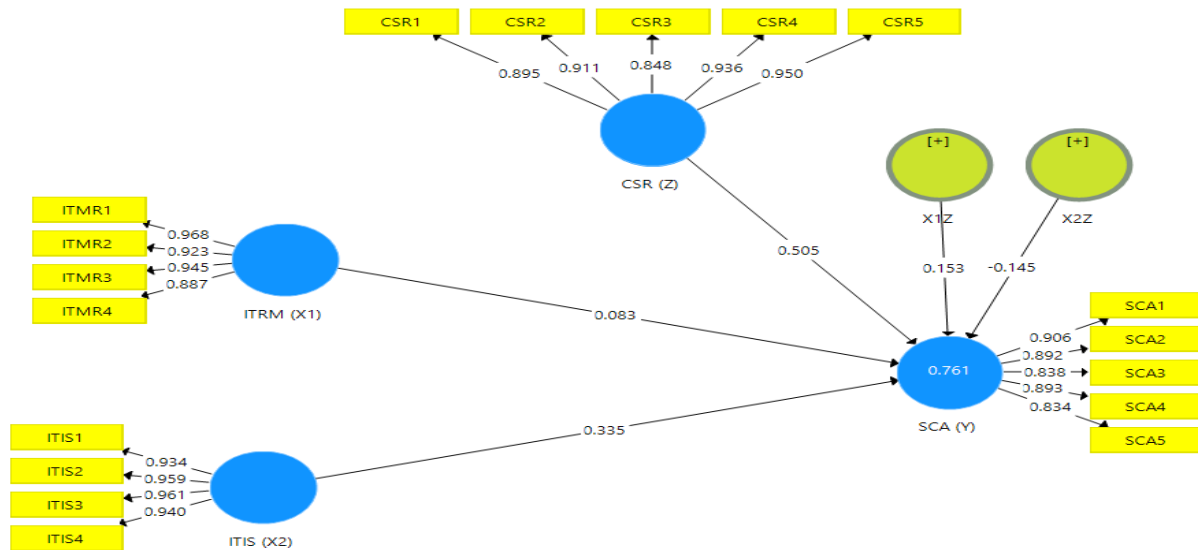 CSR1 CSR2 CSR3 CSR4 CSR5
0.895 0.911 0.848 0.936 0.950
CSR (Z)
[+] [+]
X1Z X2Z
ITMR1
ITMR2
ITMR3
ITMR4
0.968
0.923
0.945
0.887
ITRM (X1)
0.505
0.153
-0.145
0.083
0.335
0.761
SCA (Y)
0.906
0.892
0.838
0.893
0.834
SCA1
SCA2
SCA3
SCA4
SCA5
ITIS1
ITIS2
ITIS3
ITIS4
0.934
0.959
0.961
0.940
ITIS (X2)